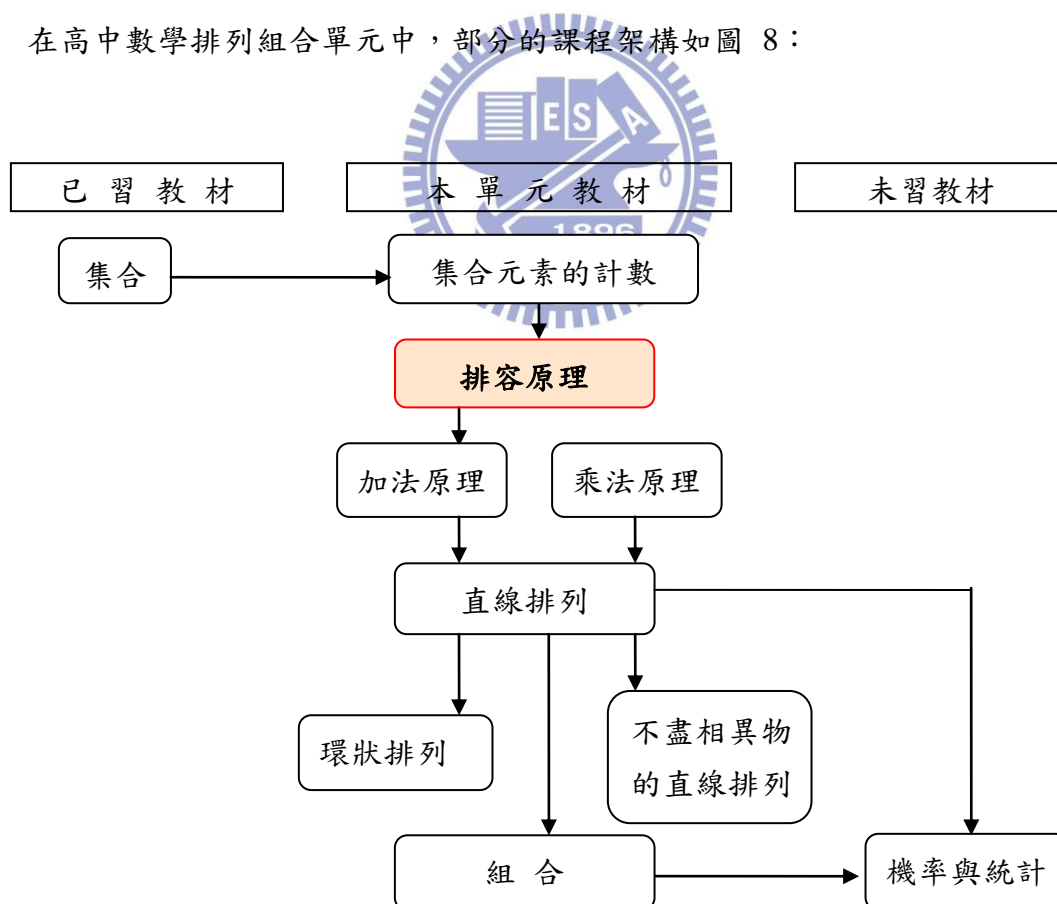 在高中數學排列組合單元中，部分的課程架構如圖 8：
E S A
已 習 教 材
本 單 元 教 材
未習教材
1896
集合
集合元素的計數
排容原理
加法原理
乘法原理
直線排列
環狀排列
不盡相異物
的直線排列
組 合
機率與統計